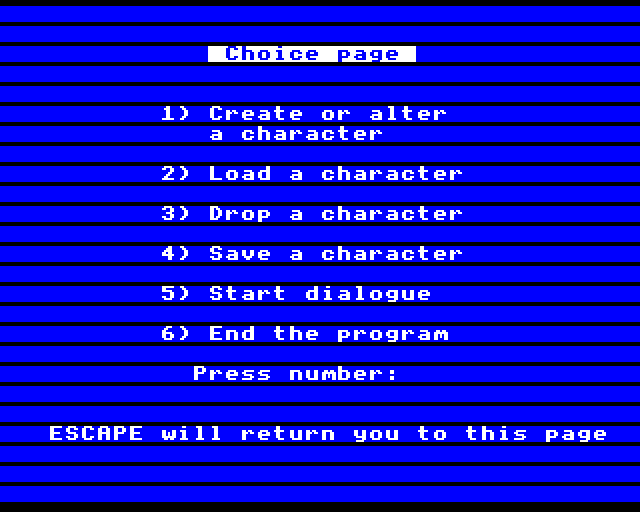 Choice page
1) Create or alter
a character
2) Load a character
3) Drop a character
4) Save a character
5) Start dialogue
6) End the program
Press number:
ESCAPE will return you to this page